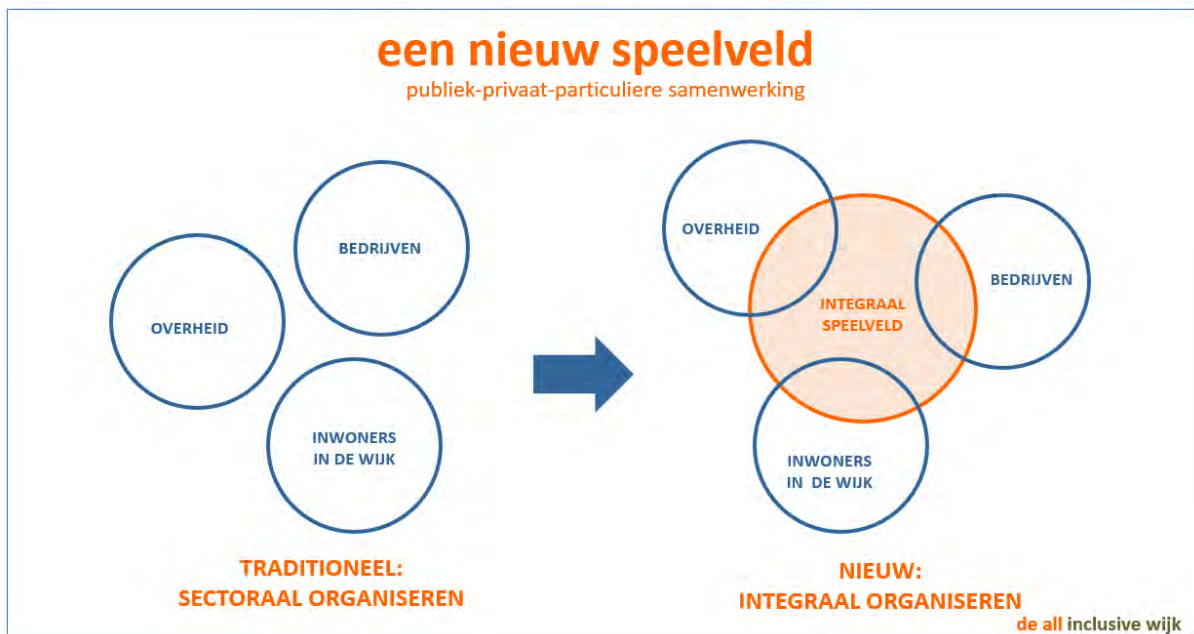 een nieuw speelveld
publiek-privaat-particuliere samenwerking
BEDRIJVEN
OVERHEID
INWONERS
IN DE WIJK
TRADITIONEEL:
SECTORAAL ORGANISEREN
OVERHEID
BEDRIJVEN
INTEGRAAL
SPEELVELD
INWONERS
IN DE WIJK
NIEUW:
INTEGRAAL ORGANISEREN
de all inclusive wijk